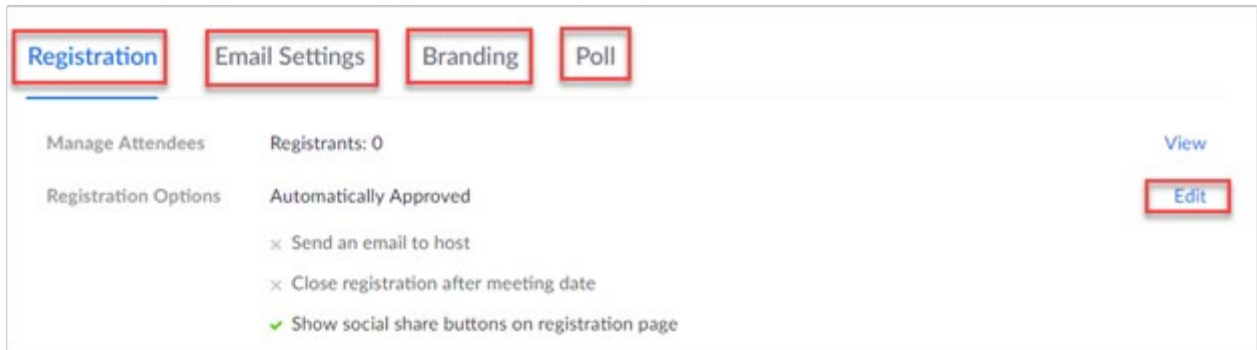 Registration Email Settings Branding Poll
Manage Attendees Registrants: 0 View
Registration Options Automatically Approved Edit
Send an email to host
Close registration after meeting date
Show social share buttons on registration page